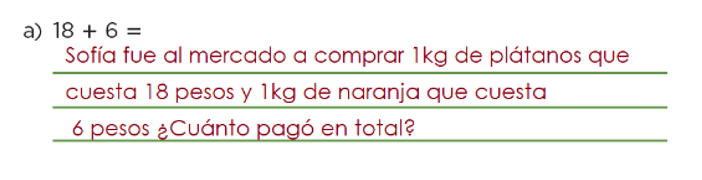 a) 18 + 6 =
Sofía fue al mercado a comprar 1kg de plátanos que
cuesta 18 pesos y 1kg de naranja que cuesta
6 pesos ¿Cuánto pagó en total?